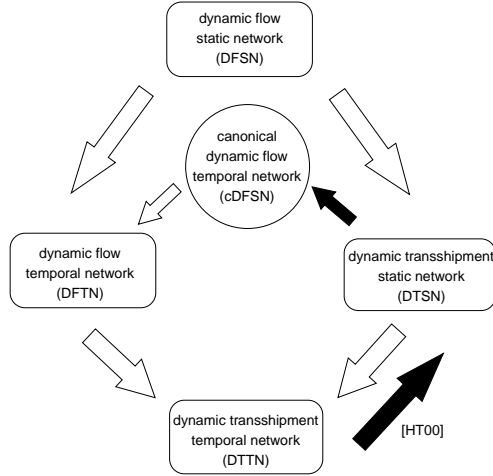 dynamic flow
static network
(DFSN)
canonical
dynamic flow
temporal network
(cDFSN)
dynamic flow
temporal network
(DFTN)
dynamic transshipment
static network
(DTSN)
dynamic transshipment
temporal network
(DTTN)
[HT00]